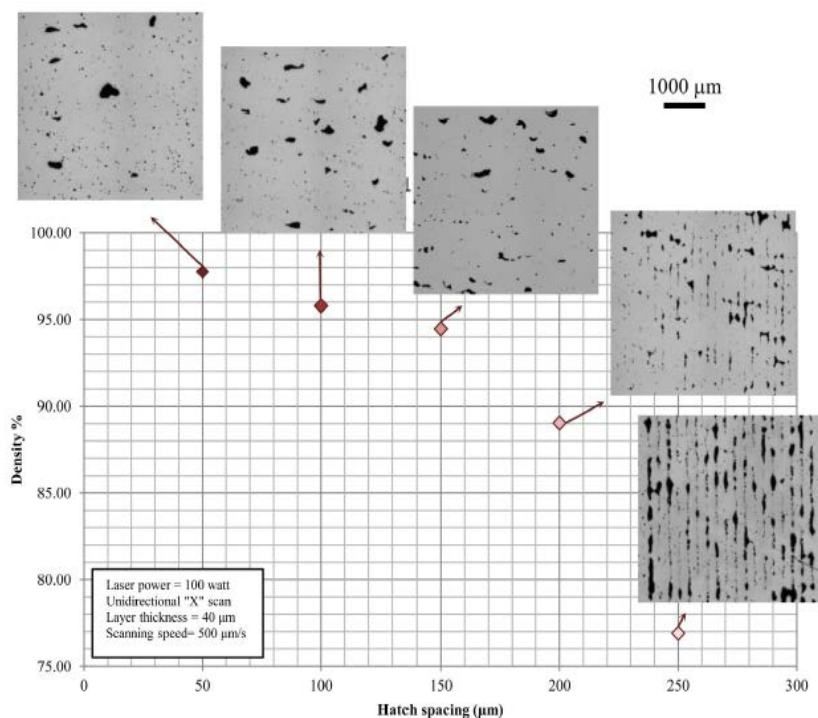 1000 µm
100.00
95.00
90.00
85.00
80.00
75.00
Density %
Laser power = 100 watt
Unidirectional "X" scan
Layer thickness = 40 µm
Scanning speed= 500 µm/s
0 50 100 150 200 250 300
Hatch spacing (µm)